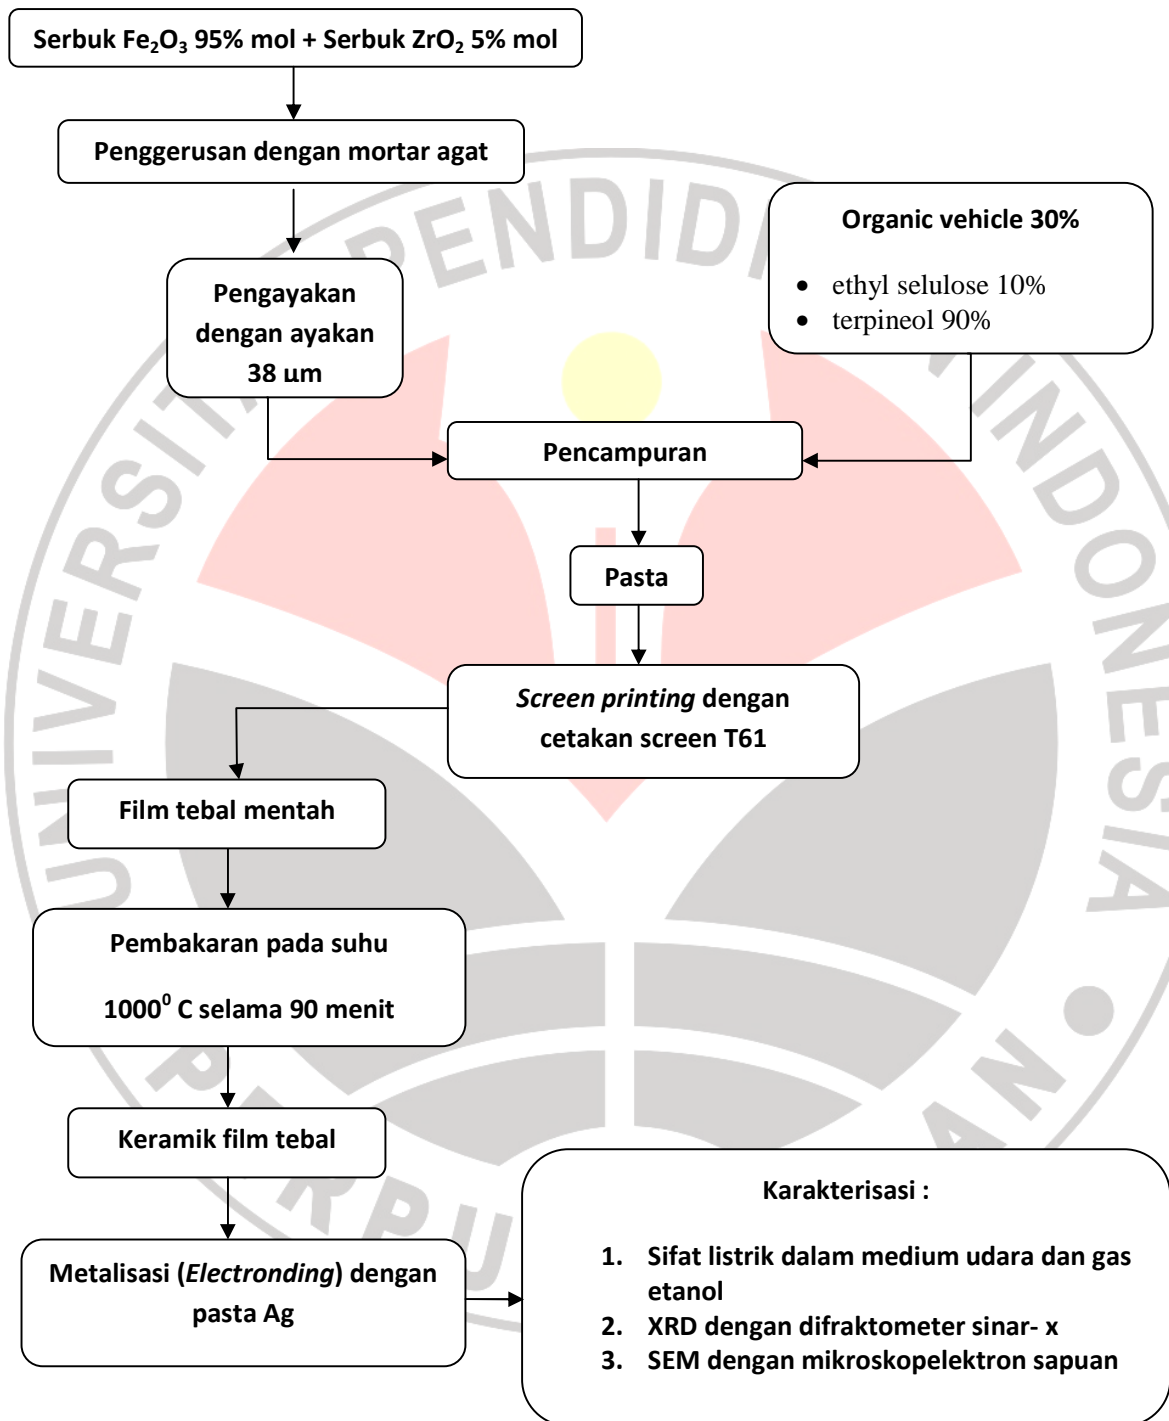 Serbuk Fe₂O₃ 95% mol + Serbuk ZrO₂ 5% mol
Penggerusan dengan mortar agat
Pengayakan
dengan ayakan
38 µm
Organic vehicle 30%
• ethyl selulose 10%
• terpineol 90%
Pencampuran
Pasta
Screen printing dengan
cetakan screen T61
Film tebal mentah
Pembakaran pada suhu
1000⁰ C selama 90 menit
Keramik film tebal
Metalisasi (Electronding) dengan
pasta Ag
Karakterisasi :
1. Sifat listrik dalam medium udara dan gas
etanol
2. XRD dengan difraktometer sinar- x
3. SEM dengan mikroskopelektron sapuan